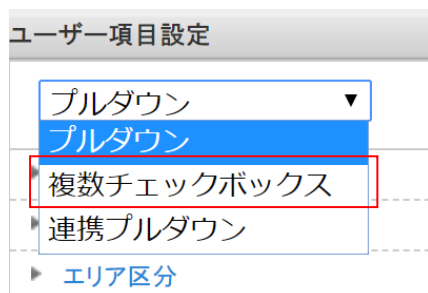 ユーザー項目設定
プルダウン ▼
プルダウン
複数チェックボックス
連携プルダウン
エリア区分